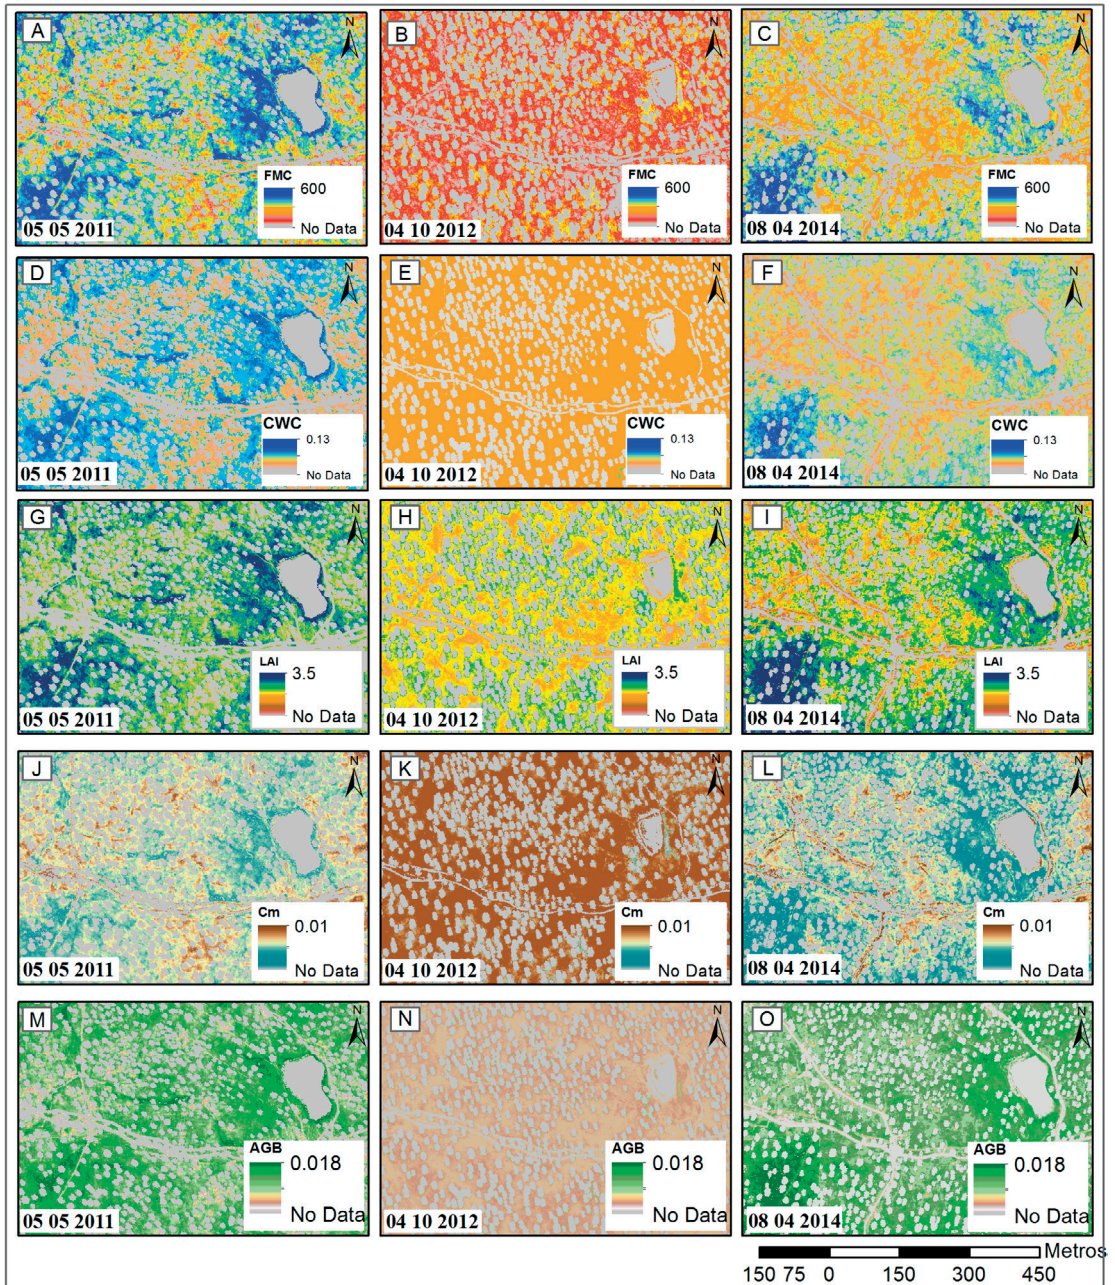 A
N
FMC
600
No Data
05 05 2011
B
N
FMC
600
No Data
04 10 2012
C
N
FMC
600
No Data
08 04 2014
D
N
CWC
0.13
No Data
05 05 2011
E
N
CWC
0.13
No Data
04 10 2012
F
N
CWC
0.13
No Data
08 04 2014
G
N
LAI
3.5
No Data
05 05 2011
H
N
LAI
3.5
No Data
04 10 2012
I
N
LAI
3.5
No Data
08 04 2014
J
N
Cm
0.01
No Data
05 05 2011
K
N
Cm
0.01
No Data
04 10 2012
L
N
Cm
0.01
No Data
08 04 2014
M
N
AGB
0.018
No Data
05 05 2011
N
N
AGB
0.018
No Data
04 10 2012
O
N
AGB
0.018
No Data
08 04 2014
Metros
150 75 0 150 300 450